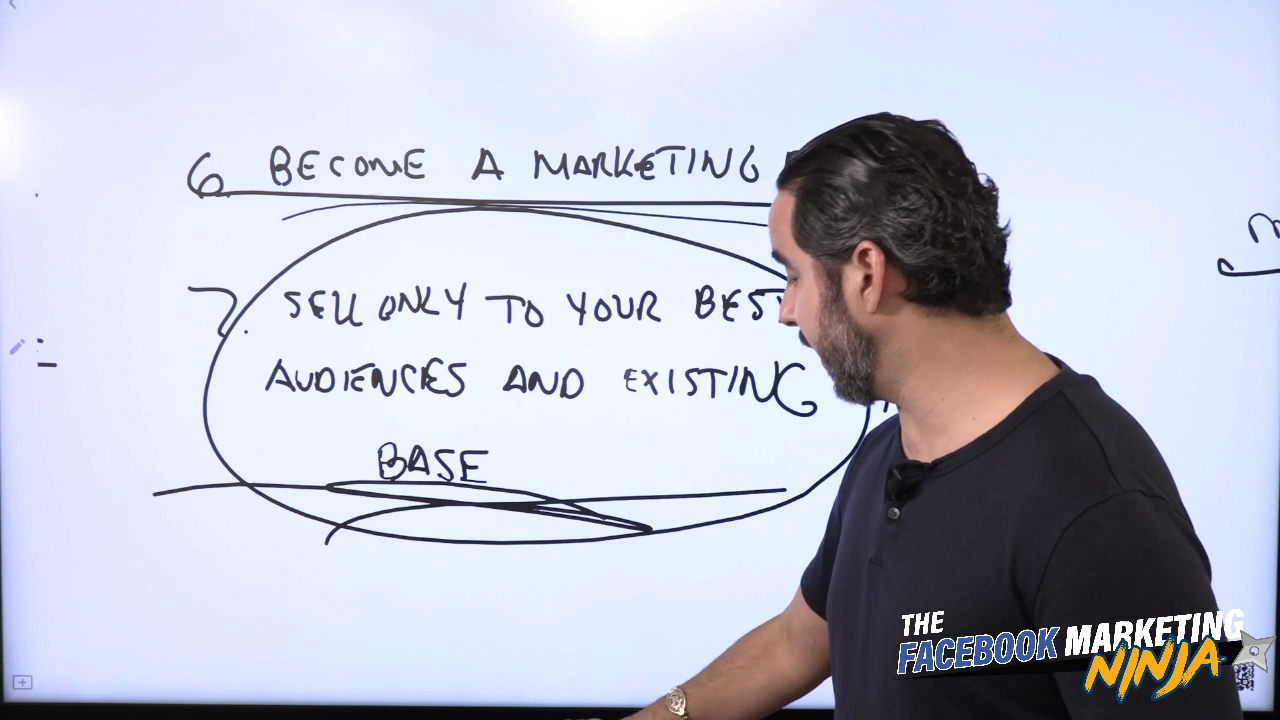 6 BECOME A MARKETING
7. SELL ONLY TO YOUR BEST
AUDIENCES AND EXISTING
BASE
THE
FACEBOOK MARKETING
NINJA